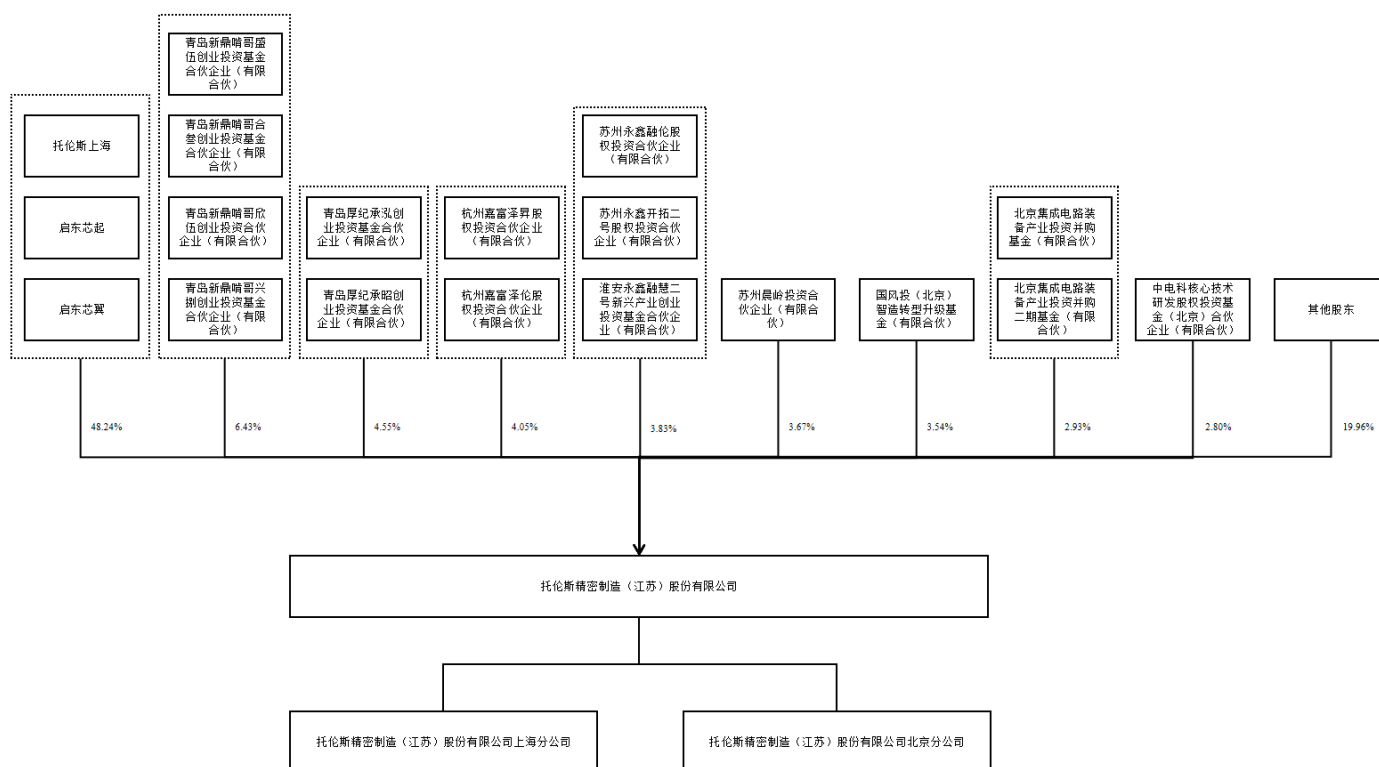 青岛新鼎啃哥盛
伍创业投资基金
合伙企业（有限
合伙）
青岛新鼎啃哥合
叁创业投资基金
合伙企业（有限
合伙）
青岛新鼎啃哥欣
伍创业投资合伙
企业（有限合伙）
青岛新鼎啃哥兴
捌创业投资基金
合伙企业（有限
合伙）
托伦斯上海
启东芯起
启东芯翼
青岛厚纪承泓创
业投资基金合伙
企业（有限合伙）
青岛厚纪承昭创
业投资基金合伙
企业（有限合伙）
杭州嘉富泽昇股
权投资合伙企业
（有限合伙）
杭州嘉富泽伦股
权投资合伙企业
（有限合伙）
苏州永鑫融伦股
权投资合伙企业
（有限合伙）
苏州永鑫开拓二
号股权投资合伙
企业（有限合伙）
淮安永鑫融慧二
号新兴产业创业
投资基金合伙企
业（有限合伙）
苏州晨岭投资合
伙企业（有限合
伙）
国风投（北京）
智造转型升级基
金（有限合伙）
北京集成电路装
备产业投资并购
基金（有限合伙）
北京集成电路装
备产业投资并购
二期基金（有限
合伙）
中电科核心技术
研发股权投资基
金（北京）合伙
企业（有限合伙）
其他股东
48.24%
6.43%
4.55%
4.05%
3.83%
3.67%
3.54%
2.93%
2.80%
19.96%
托伦斯精密制造（江苏）股份有限公司
托伦斯精密制造（江苏）股份有限公司上海分公司
托伦斯精密制造（江苏）股份有限公司北京分公司